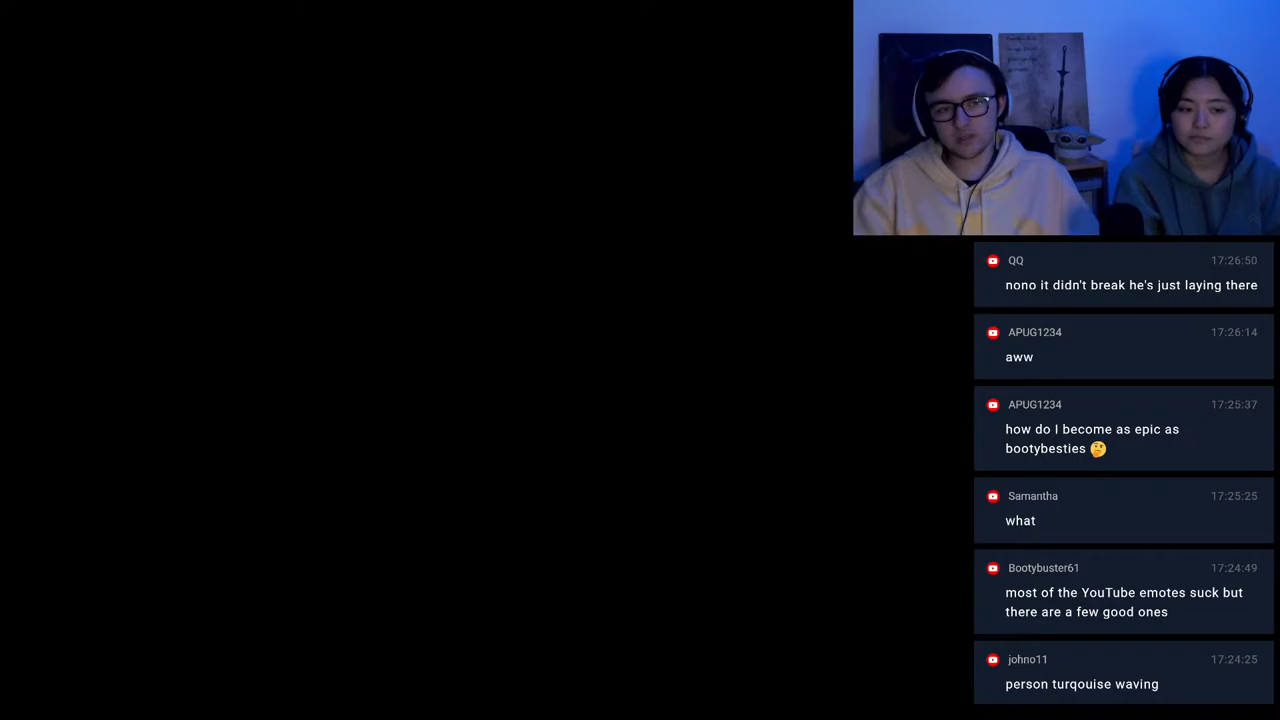 QQ 17:26:50
nono it didn't break he's just laying there
APUG1234 17:26:14
aww
APUG1234 17:25:37
how do I become as epic as
bootybesties 🤔
Samantha 17:25:25
what
Bootybuster61 17:24:49
most of the YouTube emotes suck but
there are a few good ones
johno11 17:24:25
person turqouise waving